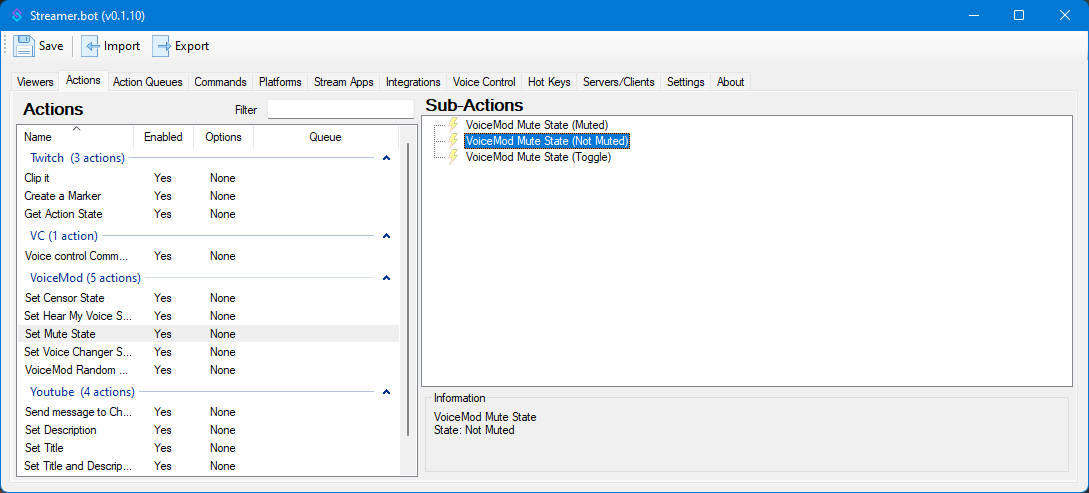 Streamer.bot (v0.1.10)
Save Import Export
Viewers Actions Action Queues Commands Platforms Stream Apps Integrations Voice Control Hot Keys Servers/Clients Settings About
Actions Filter
Name Enabled Options Queue
Twitch (3 actions)
Clip it Yes None
Create a Marker Yes None
Get Action State Yes None
VC (1 action)
Voice control Comm... Yes None
VoiceMod (5 actions)
Set Censor State Yes None
Set Hear My Voice S... Yes None
Set Mute State Yes None
Set Voice Changer S... Yes None
VoiceMod Random ... Yes None
Youtube (4 actions)
Send message to Ch... Yes None
Set Description Yes None
Set Title Yes None
Set Title and Descrip... Yes None
Sub-Actions
VoiceMod Mute State (Muted)
VoiceMod Mute State (Not Muted)
VoiceMod Mute State (Toggle)
Information
VoiceMod Mute State
State: Not Muted